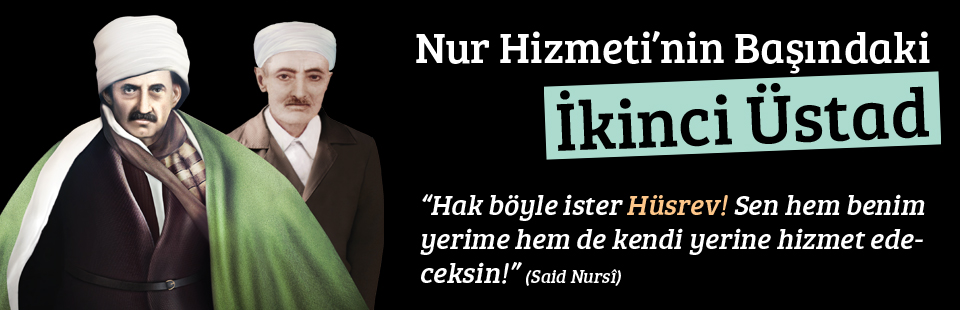 Nur Hizmeti’nin Başındaki
İkinci Üstad
“Hak böyle ister Hüsrev! Sen hem benim
yerime hem de kendi yerine hizmet ede-
ceksin!” (Said Nursî)